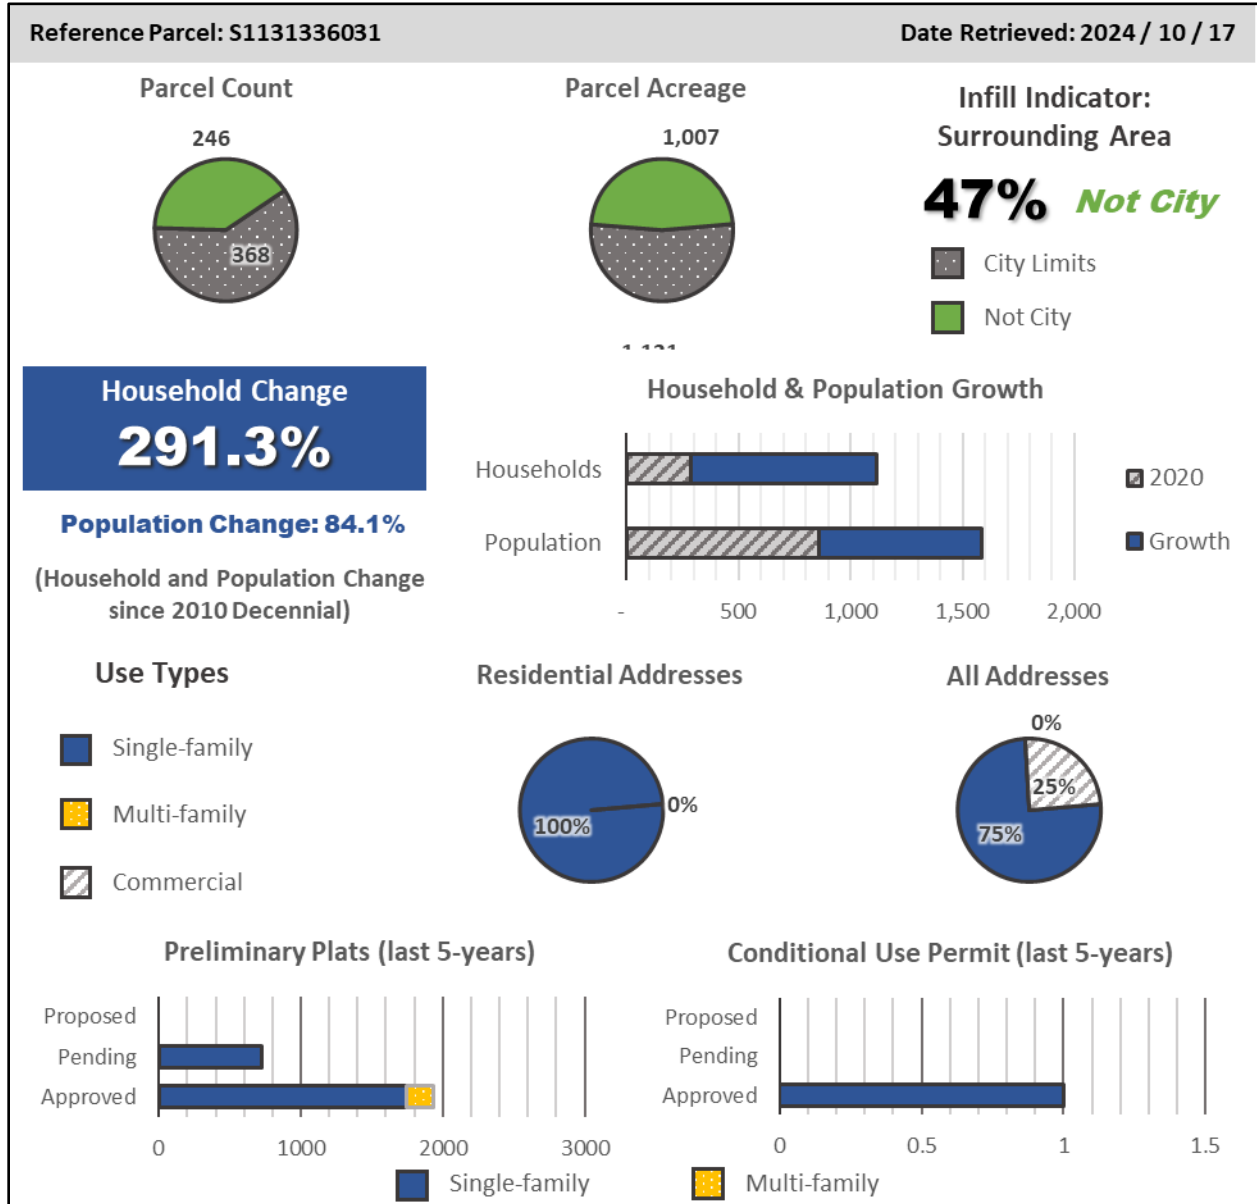 Reference Parcel: S1131336031
Date Retrieved: 2024 / 10 / 17
Parcel Count
246
368
Parcel Acreage
1,007
Infill Indicator:
Surrounding Area
47% Not City
City Limits
Not City
Household Change
291.3%
Population Change: 84.1%
(Household and Population Change
since 2010 Decennial)
Household & Population Growth
Households
Population
-
500
1,000
1,500
2,000
2020
Growth
Use Types
Single-family
Multi-family
Commercial
Residential Addresses
100%
0%
All Addresses
0%
25%
75%
Preliminary Plats (last 5-years)
Proposed
Pending
Approved
0
1000
2000
3000
Conditional Use Permit (last 5-years)
Proposed
Pending
Approved
0
0.5
1
1.5
Single-family
Multi-family